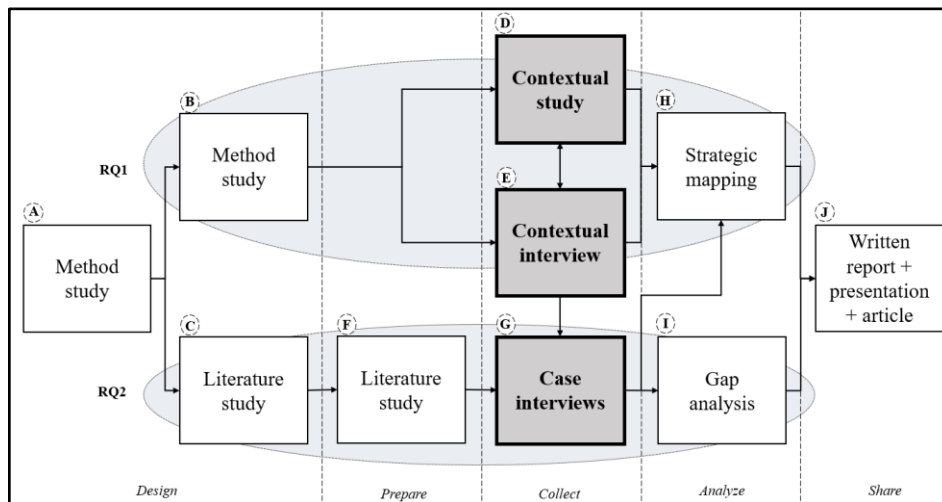 D
Contextual
study
B
Method
study
H
Strategic
mapping
RQ1
E
Contextual
interview
A
Method
study
J
Written
report +
presentation
+ article
C
Literature
study
F
Literature
study
G
Case
interviews
I
Gap
analysis
RQ2
Design
Prepare
Collect
Analyze
Share